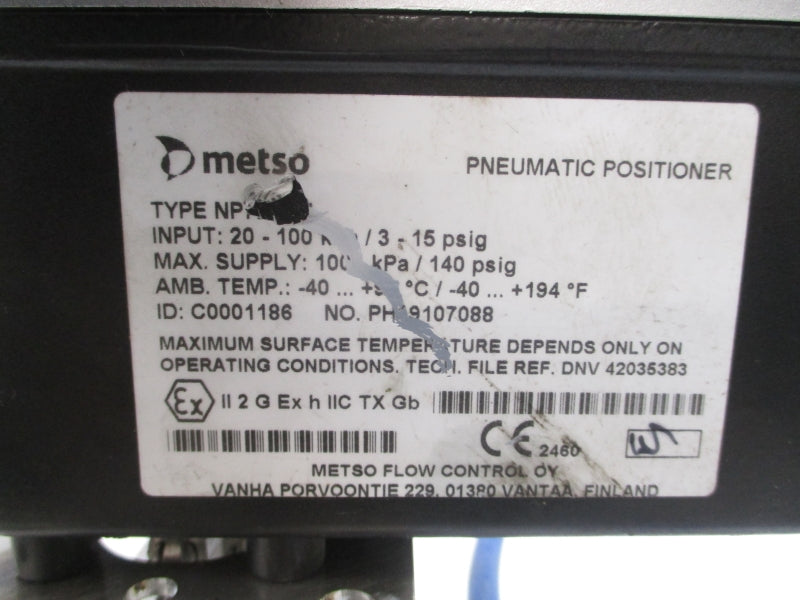 metso
PNEUMATIC POSITIONER
TYPE
INPUT: 20 - 100 / 3 - 15 psig
MAX. SUPPLY: kPa / 140 psig
AMB. TEMP.: -40 ... °C / -40 ... +194 °F
ID: C0001186 NO.
MAXIMUM SURFACE TEMPERATURE DEPENDS ONLY ON
OPERATING CONDITIONS. TECH. FILE REF. DNV 42035383
Ex II 2 G Ex h IIC TX Gb
CE 2460
METSO FLOW CONTROL OY
VANHA PORVOONTIE 229, 01380 VANTAA, FINLAND